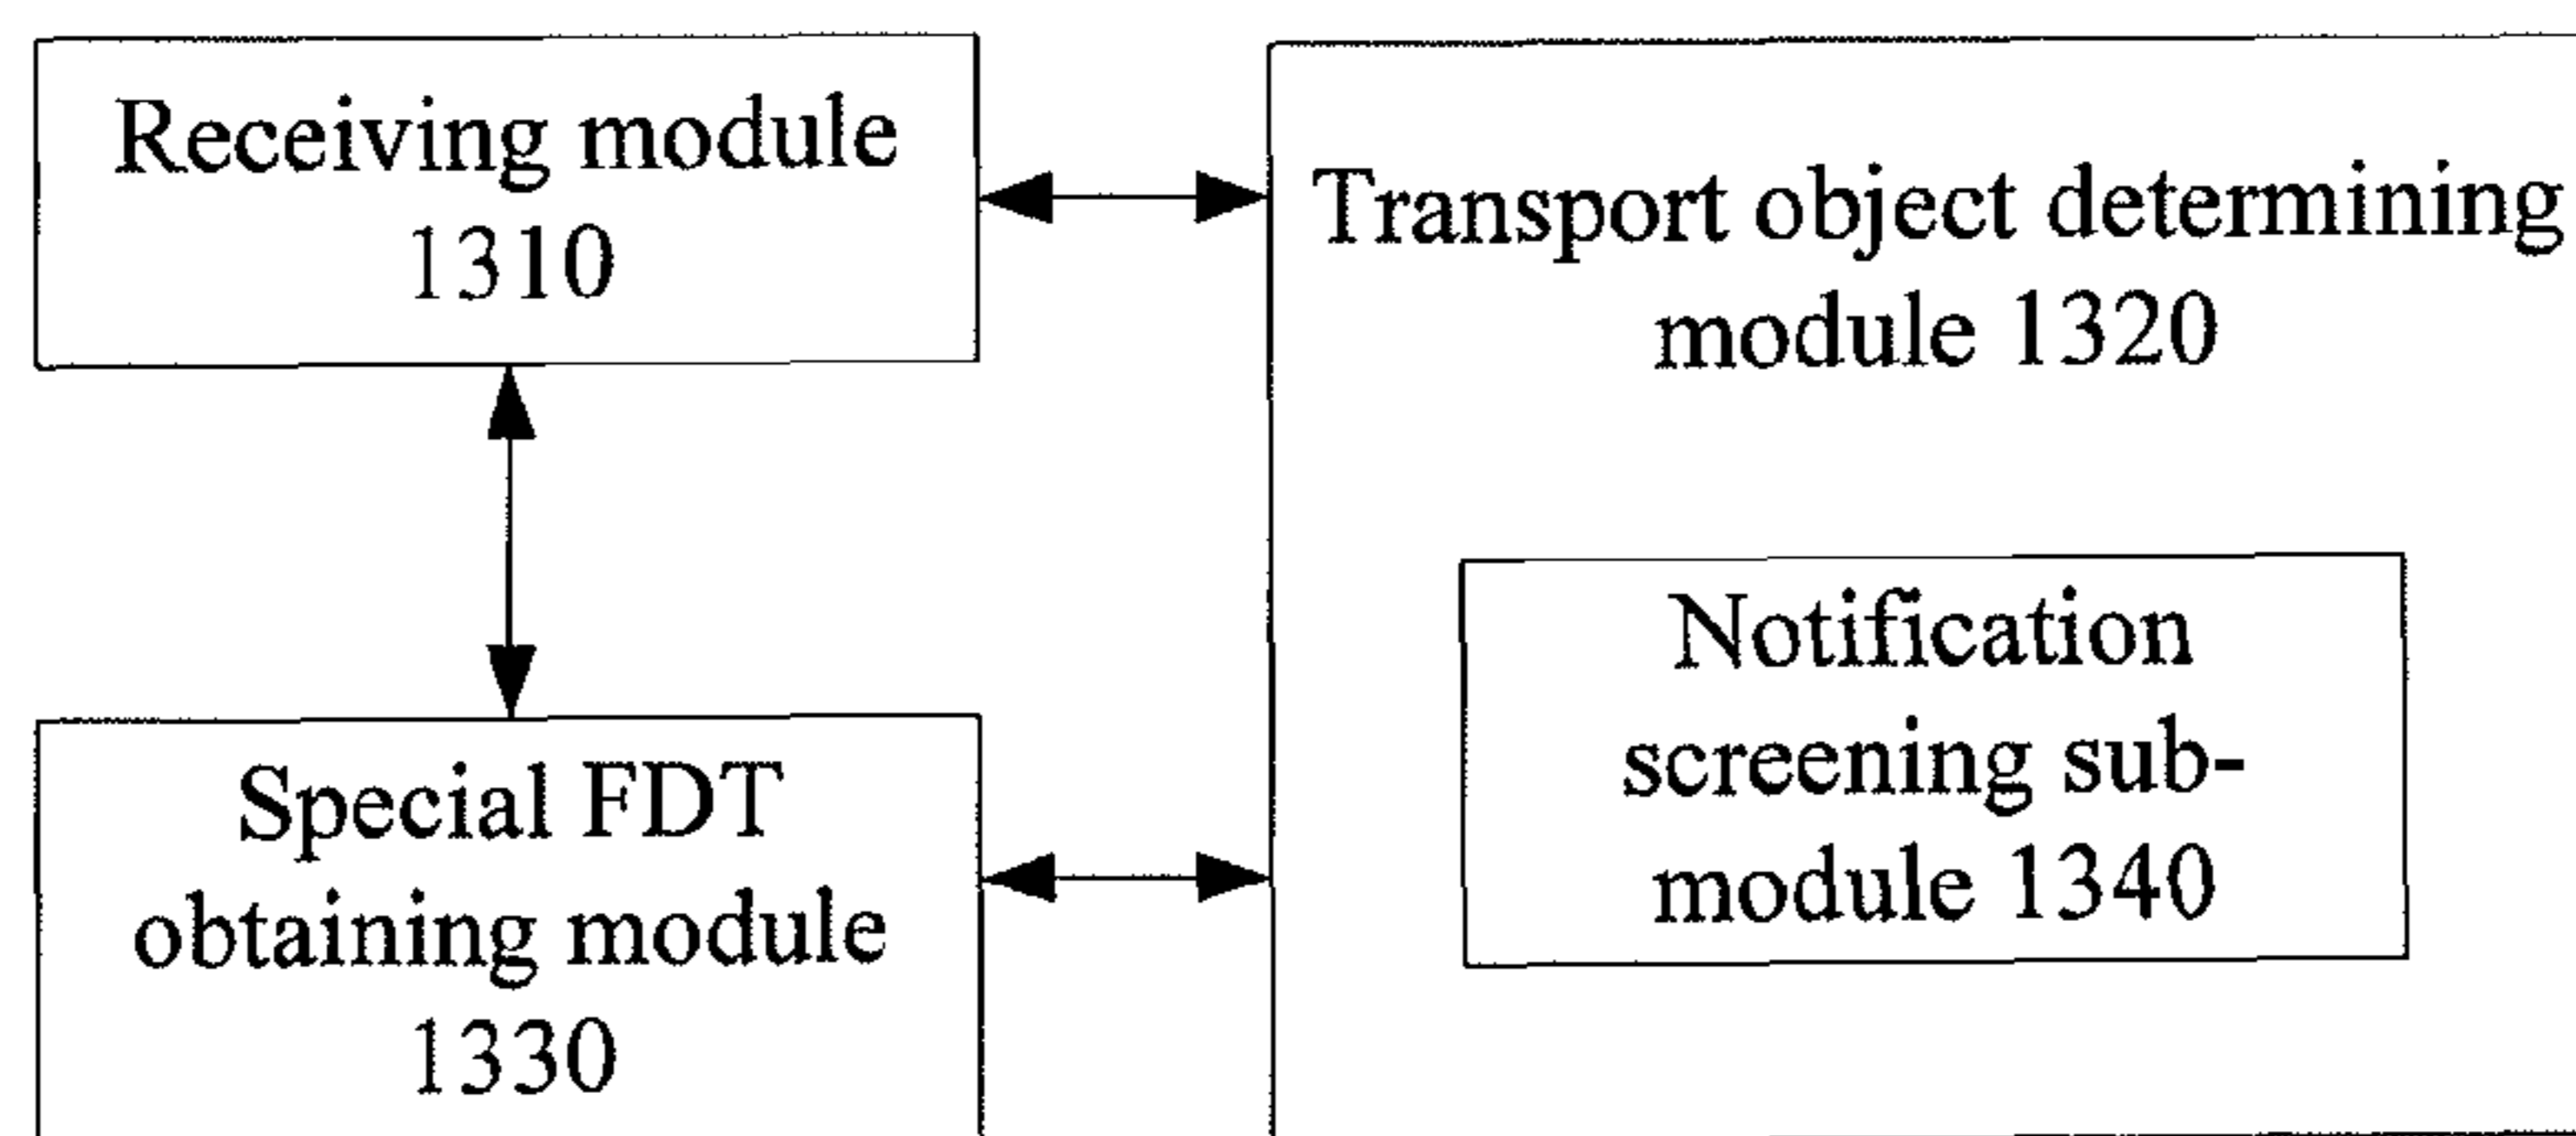 Receiving module
1310
Transport object determining
module 1320
Notification
screening sub-
module 1340
Special FDT
obtaining module
1330